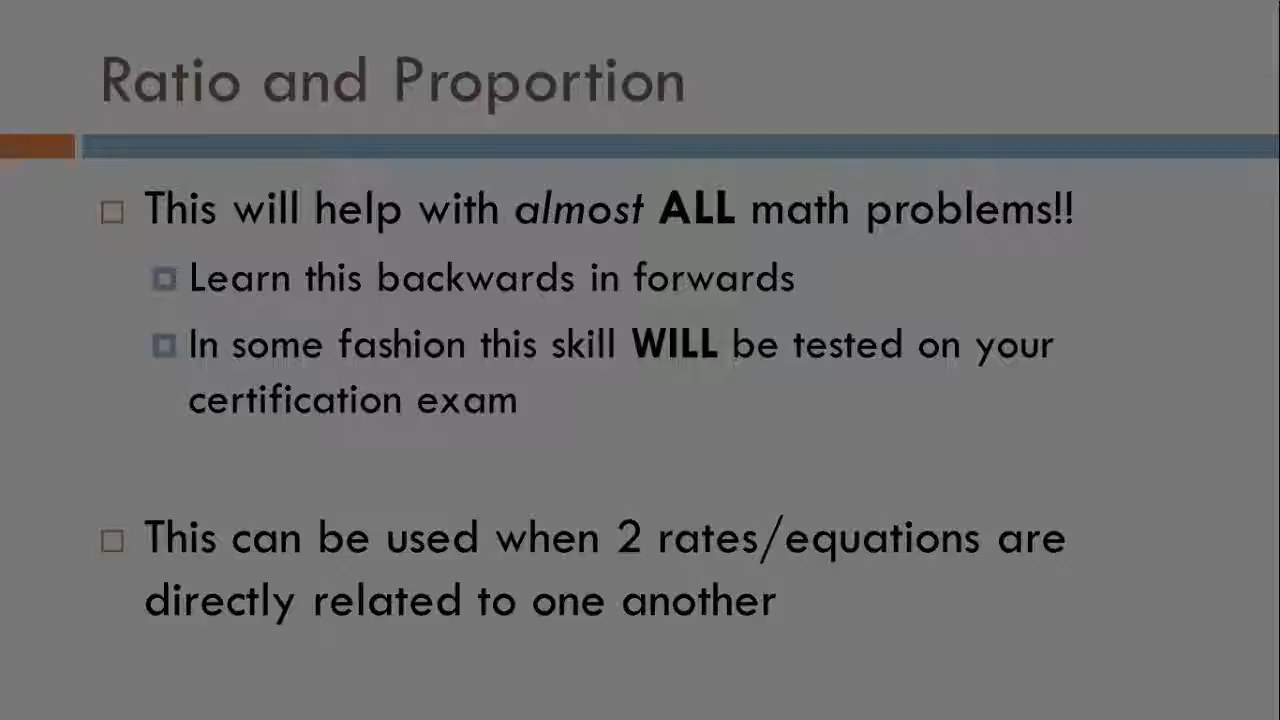 Ratio and Proportion
This will help with almost ALL math problems!!
Learn this backwards in forwards
In some fashion this skill WILL be tested on your
certification exam
This can be used when 2 rates/equations are
directly related to one another